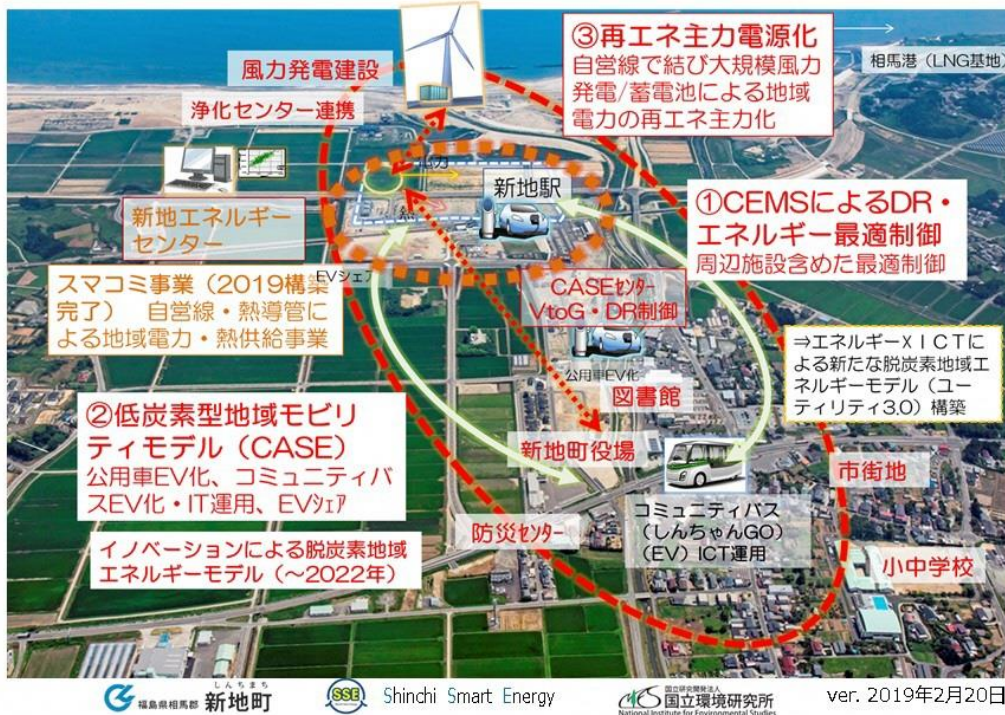 ③再エネ主力電源化
自営線で結び大規模風力
発電/蓄電池による地域
電力の再エネ主力化
相馬港（LNG基地）
風力発電建設
浄化センター連携
電力
熱
新地駅
新地エネルギー
センター
①CEMSによるDR・
エネルギー最適制御
周辺施設含めた最適制御
EVシェア
スマコミ事業（2019構築
完了）　自営線・熱導管に
よる地域電力・熱供給事業
CASEセンター
VtoG・DR制御
公用車EV化
図書館
⇒エネルギーXＩＣＴに
よる新たな脱炭素地域エ
ネルギーモデル（ユー
ティリティ3.0）構築
②低炭素型地域モビリ
ティモデル（CASE）
公用車EV化、コミュニティバ
スEV化・IT運用、EVシェア
新地町役場
市街地
コミュニティバス
（しんちゃんGO）
（EV）ICT運用
防災センター
イノベーションによる脱炭素地域
エネルギーモデル（～2022年）
小中学校
福島県相馬郡 新地町
しんちまち
SSE
Shinchi Smart Energy
国立研究開発法人
国立環境研究所
National Institute for Environmental Studies
ver. 2019年2月20日